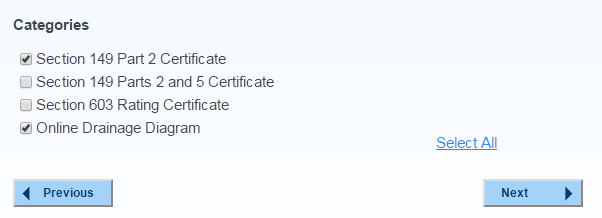 Categories
Section 149 Part 2 Certificate
Section 149 Parts 2 and 5 Certificate
Section 603 Rating Certificate
Online Drainage Diagram
Select All
Previous
Next